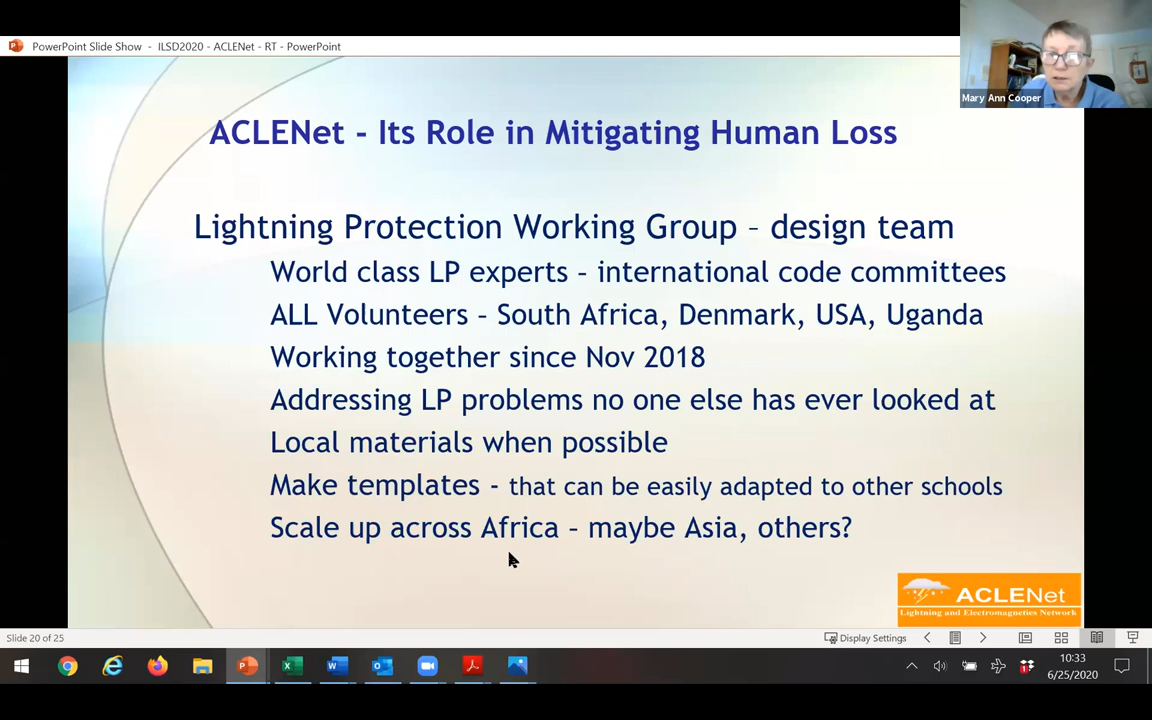 PowerPoint Slide Show - ILSD2020 - ACLENet - RT - PowerPoint
Mary Ann Cooper
ACLENet - Its Role in Mitigating Human Loss
Lightning Protection Working Group – design team
World class LP experts – international code committees
ALL Volunteers – South Africa, Denmark, USA, Uganda
Working together since Nov 2018
Addressing LP problems no one else has ever looked at
Local materials when possible
Make templates - that can be easily adapted to other schools
Scale up across Africa – maybe Asia, others?
ACLENet
Lightning and Electromagnetics Network
Slide 20 of 25
Display Settings
10:33
6/25/2020